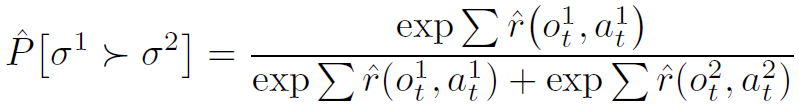 P̂[σ¹ ≻ σ²] = exp ∑ r̂(o¹ₜ, a¹ₜ) / (exp ∑ r̂(o¹ₜ, a¹ₜ) + exp ∑ r̂(o²ₜ, a²ₜ))